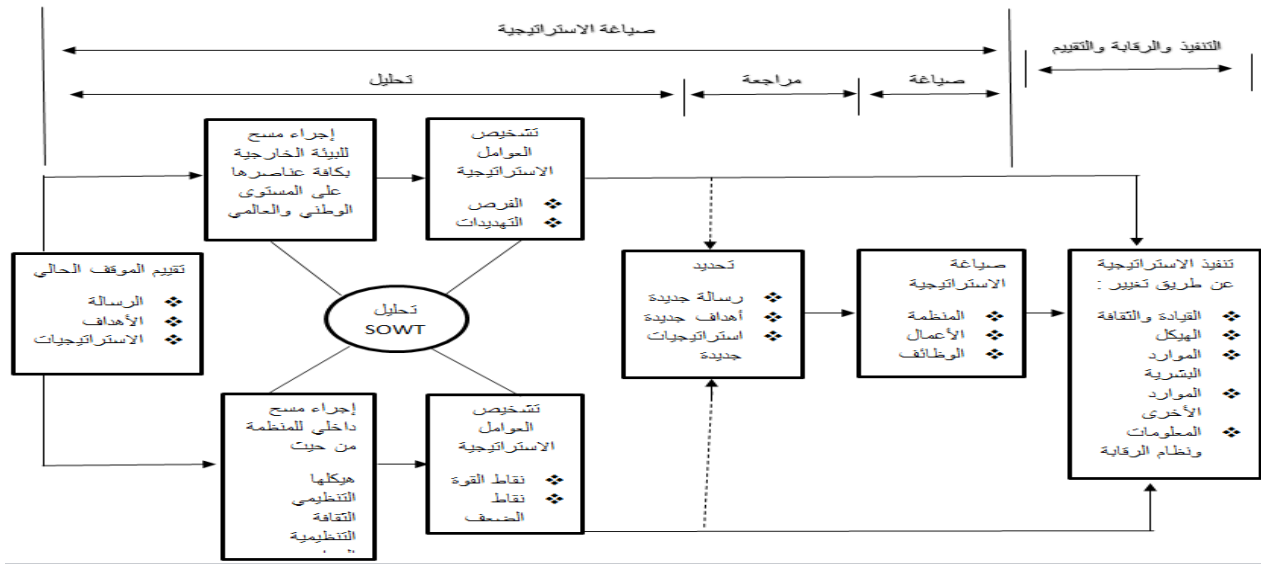 صياغة الاستراتيجية
التنفيذ والرقابة والتقييم
تحليل
مراجعة
صياغة
إجراء مسح
للبيئة الخارجية
بكافة عناصرها
على المستوى
الوطني والعالمي
تشخيص
العوامل
الاستراتيجية
❖ الفرص
❖ التهديدات
تقييم الموقف الحالي
❖ الرسالة
❖ الأهداف
❖ الاستراتيجيات
تحليل
SOWT
تحديد
❖ رسالة جديدة
❖ أهداف جديدة
❖ استراتيجيات
جديدة
صياغة
الاستراتيجية
❖ المنظمة
❖ الأعمال
❖ الوظائف
تنفيذ الاستراتيجية
عن طريق تغيير :
❖ القيادة والثقافة
❖ الهيكل
❖ الموارد
البشرية
❖ الموارد
الأخرى
❖ المعلومات
ونظام الرقابة
إجراء مسح
داخلي للمنظمة
من حيث
هيكلها
التنظيمي
الثقافة
التنظيمية
تشخيص
العوامل
الاستراتيجية
❖ نقاط القوة
❖ نقاط
الضعف